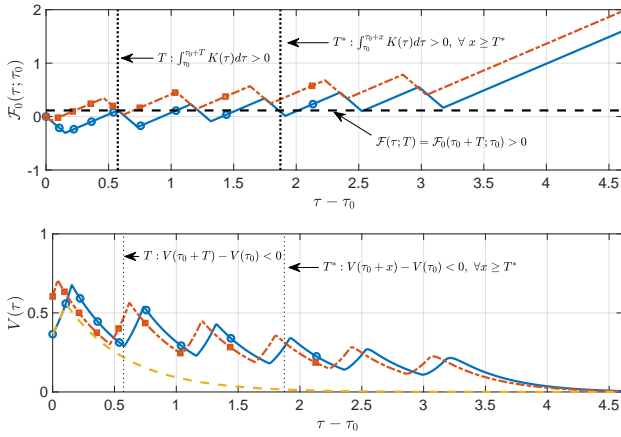 2
1
0
-1
0 0.5 1 1.5 2 2.5 3 3.5 4 4.5
τ − τ₀
𝓕₀(τ; τ₀)
T : ∫_{τ₀}^{τ₀+T} K(τ)dτ > 0
T* : ∫_{τ₀}^{τ₀+x} K(τ)dτ > 0, ∀ x ≥ T*
𝓕(τ; T) = 𝓕₀(τ₀ + T; τ₀) > 0
1
0.5
0
0 0.5 1 1.5 2 2.5 3 3.5 4 4.5
τ − τ₀
V(τ)
T : V(τ₀ + T) − V(τ₀) < 0
T* : V(τ₀ + x) − V(τ₀) < 0, ∀x ≥ T*